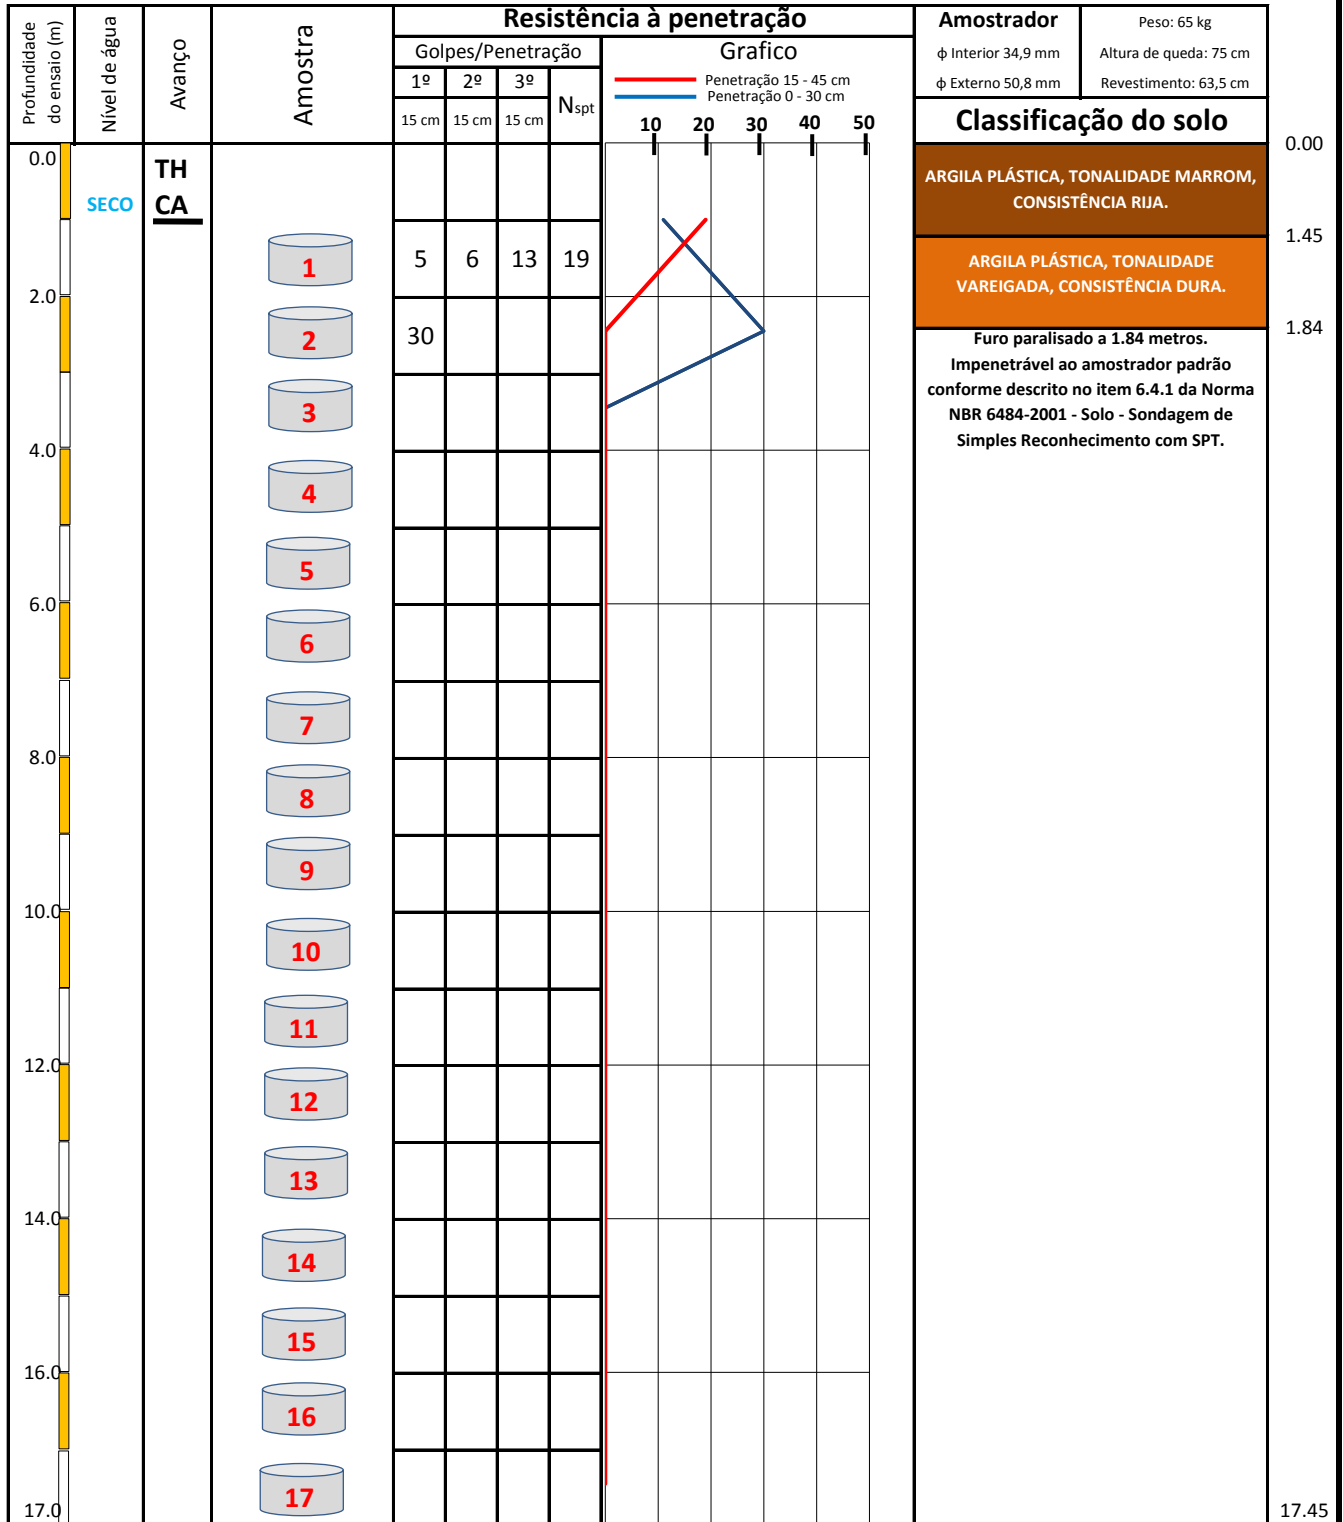 Profundidade
do ensaio (m)
Nível de água
Avanço
Amostra
Resistência à penetração
Golpes/Penetração
1º 2º 3º
Nspt
15 cm 15 cm 15 cm
Grafico
Penetração 15 - 45 cm
Penetração 0 - 30 cm
10 20 30 40 50
Amostrador
ɸ Interior 34,9 mm
ɸ Externo 50,8 mm
Peso: 65 kg
Altura de queda: 75 cm
Revestimento: 63,5 cm
Classificação do solo
0.0
TH
SECO CA
0.00
ARGILA PLÁSTICA, TONALIDADE MARROM,
CONSISTÊNCIA RIJA.
1.45
1 5 6 13 19
ARGILA PLÁSTICA, TONALIDADE
VAREIGADA, CONSISTÊNCIA DURA.
2.0
1.84
2 30
Furo paralisado a 1.84 metros.
Impenetrável ao amostrador padrão
conforme descrito no item 6.4.1 da Norma
NBR 6484-2001 - Solo - Sondagem de
Simples Reconhecimento com SPT.
3
4.0
4
5
6.0
6
7
8.0
8
9
10.0
10
11
12.0
12
13
14.0
14
15
16.0
16
17
17.0
17.45